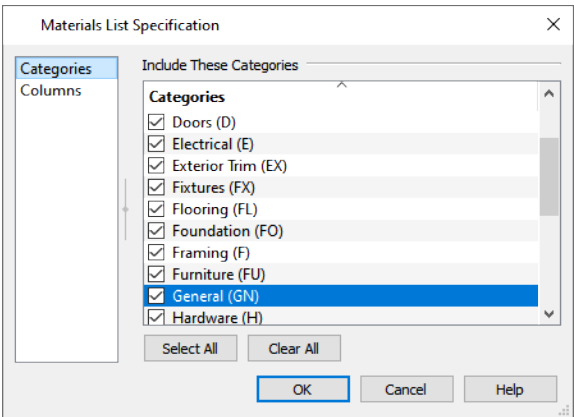 Materials List Specification
Categories
Columns
Include These Categories
Categories
Doors (D)
Electrical (E)
Exterior Trim (EX)
Fixtures (FX)
Flooring (FL)
Foundation (FO)
Framing (F)
Furniture (FU)
General (GN)
Hardware (H)
Select All
Clear All
OK
Cancel
Help